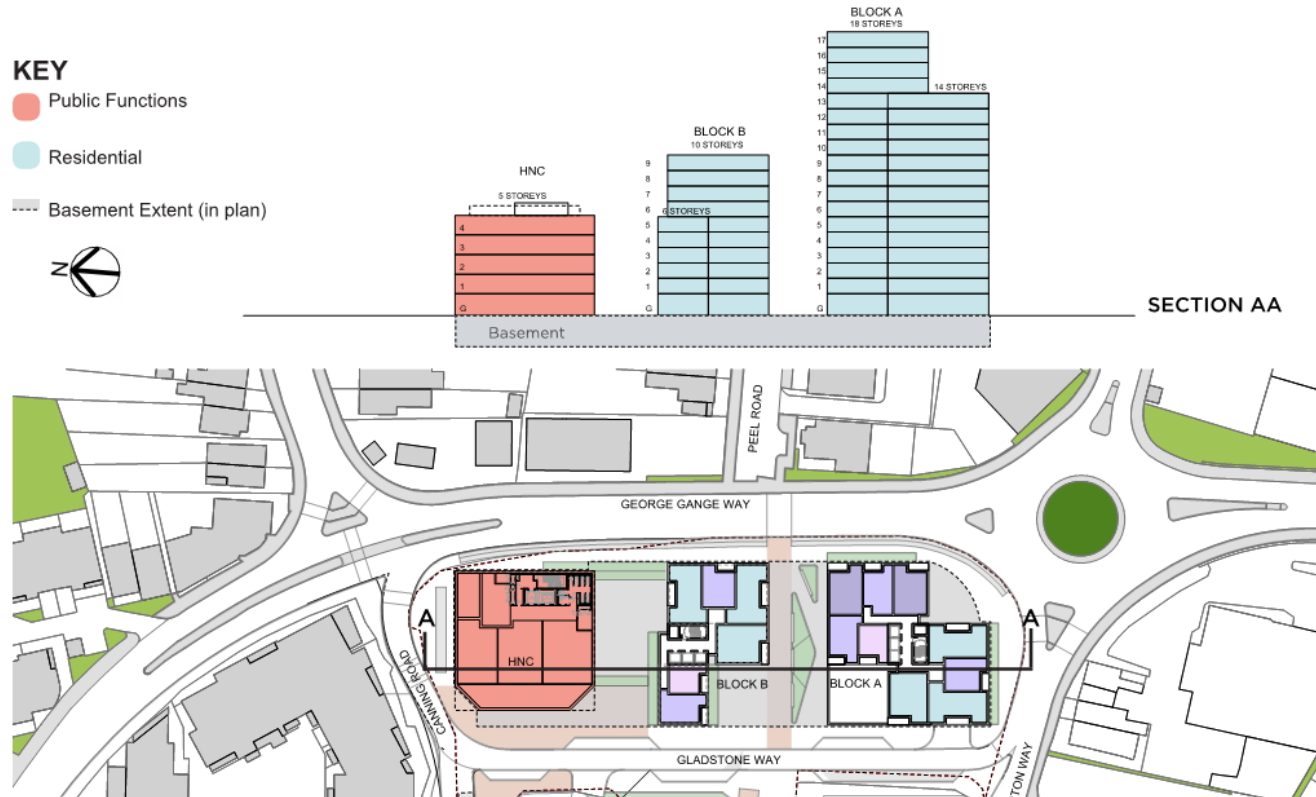 KEY
Public Functions
Residential
Basement Extent (in plan)
N
HNC
5 STOREYS
4
3
2
1
G
BLOCK B
10 STOREYS
9
8
7
6
6 STOREYS
5
4
3
2
1
G
BLOCK A
18 STOREYS
17
16
15
14
14 STOREYS
13
12
11
10
9
8
7
6
5
4
3
2
1
G
SECTION AA
Basement
PEEL ROAD
GEORGE GANGE WAY
A
A
HNC
BLOCK B
BLOCK A
CANNING ROAD
GLADSTONE WAY
TON WAY